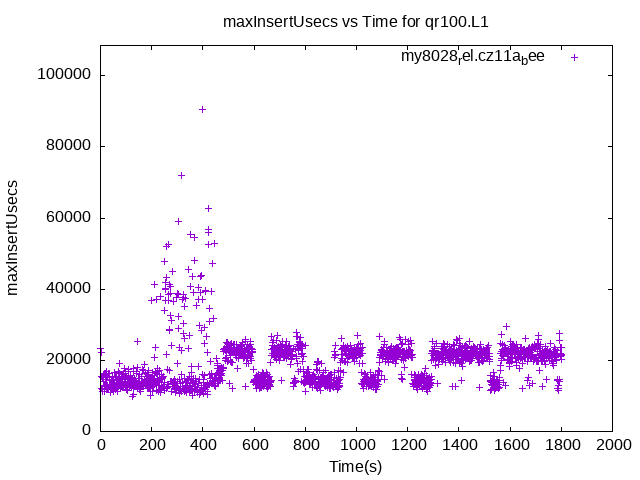 maxInsertUsecs vs Time for qr100.L1
my8028rel.cz11abee
100000
80000
60000
40000
20000
0
maxInsertUsecs
0 200 400 600 800 1000 1200 1400 1600 1800 2000
Time(s)